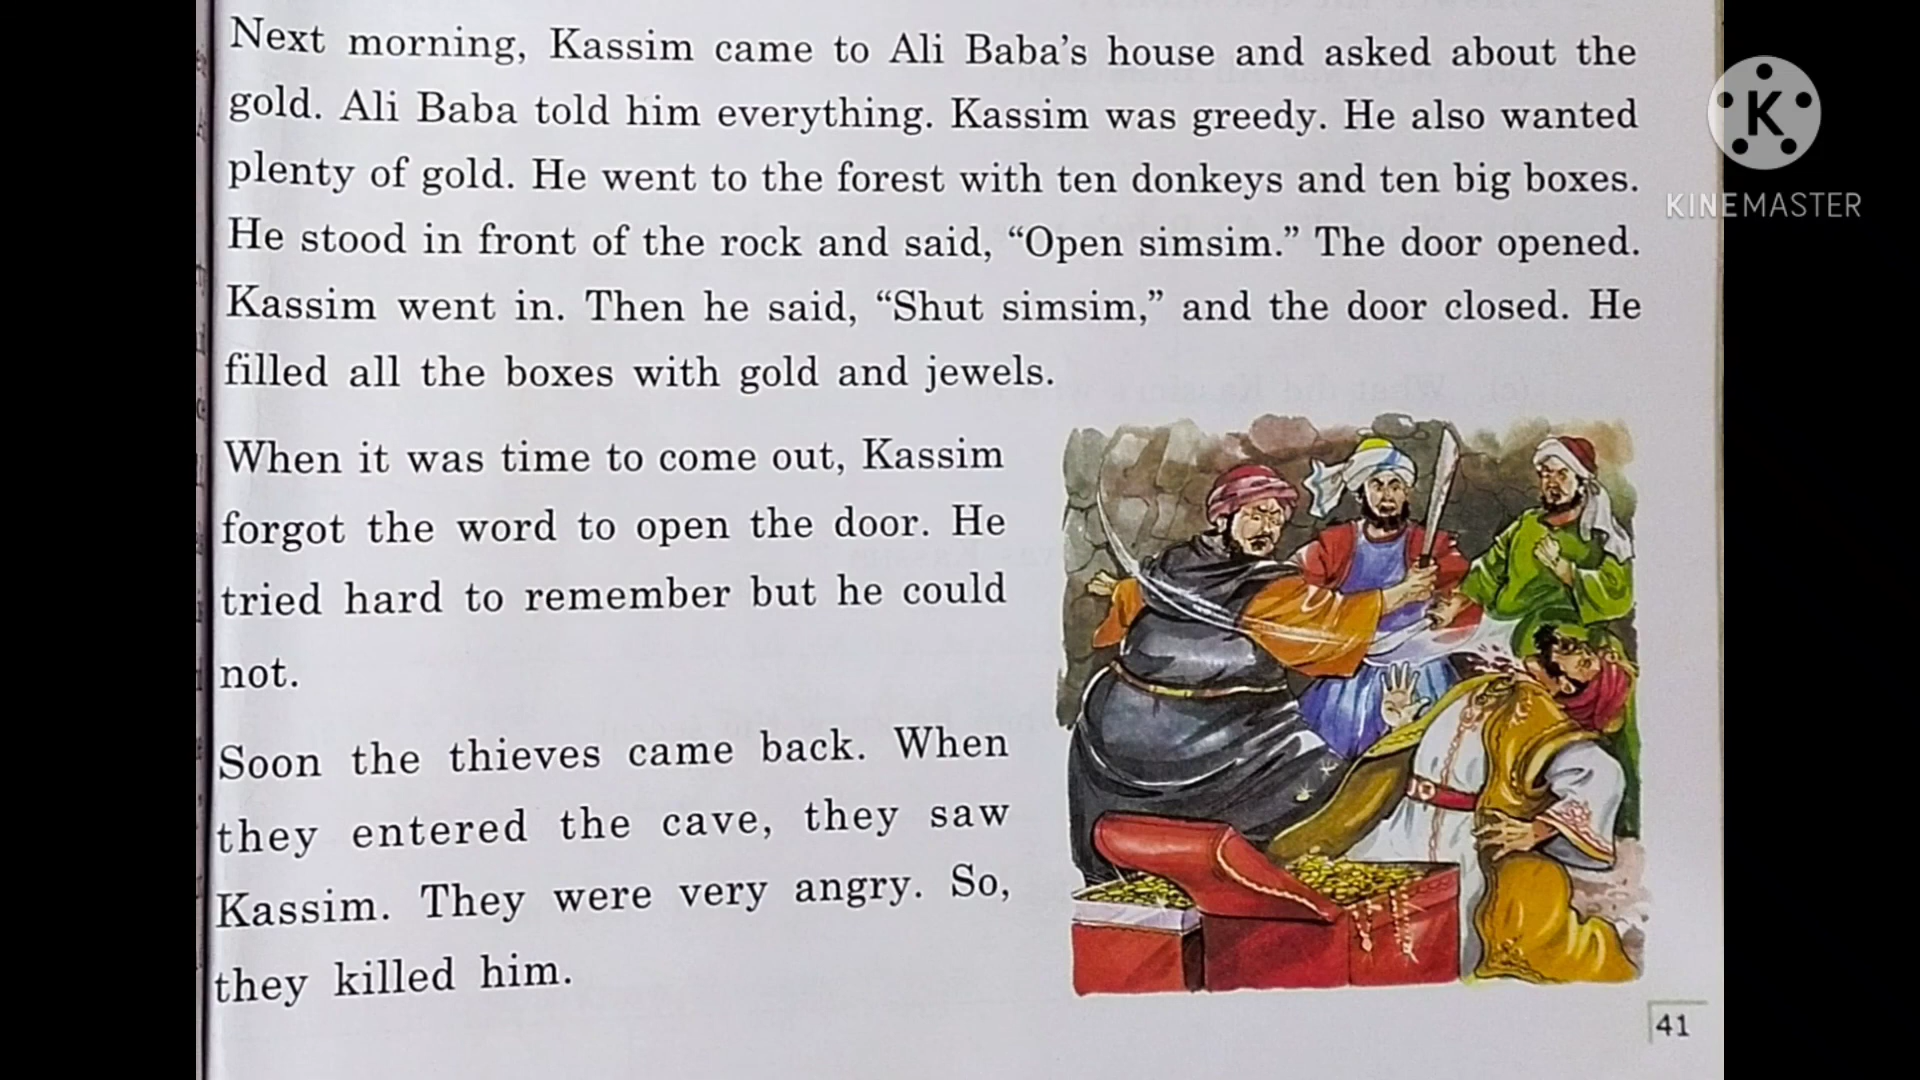 Next morning, Kassim came to Ali Baba's house and asked about the
gold. Ali Baba told him everything. Kassim was greedy. He also wanted
plenty of gold. He went to the forest with ten donkeys and ten big boxes.
He stood in front of the rock and said, “Open simsim.” The door opened.
Kassim went in. Then he said, “Shut simsim,” and the door closed. He
filled all the boxes with gold and jewels.
When it was time to come out, Kassim
forgot the word to open the door. He
tried hard to remember but he could
not.
Soon the thieves came back. When
they entered the cave, they saw
Kassim. They were very angry. So,
they killed him.
41
K
KINEMASTER